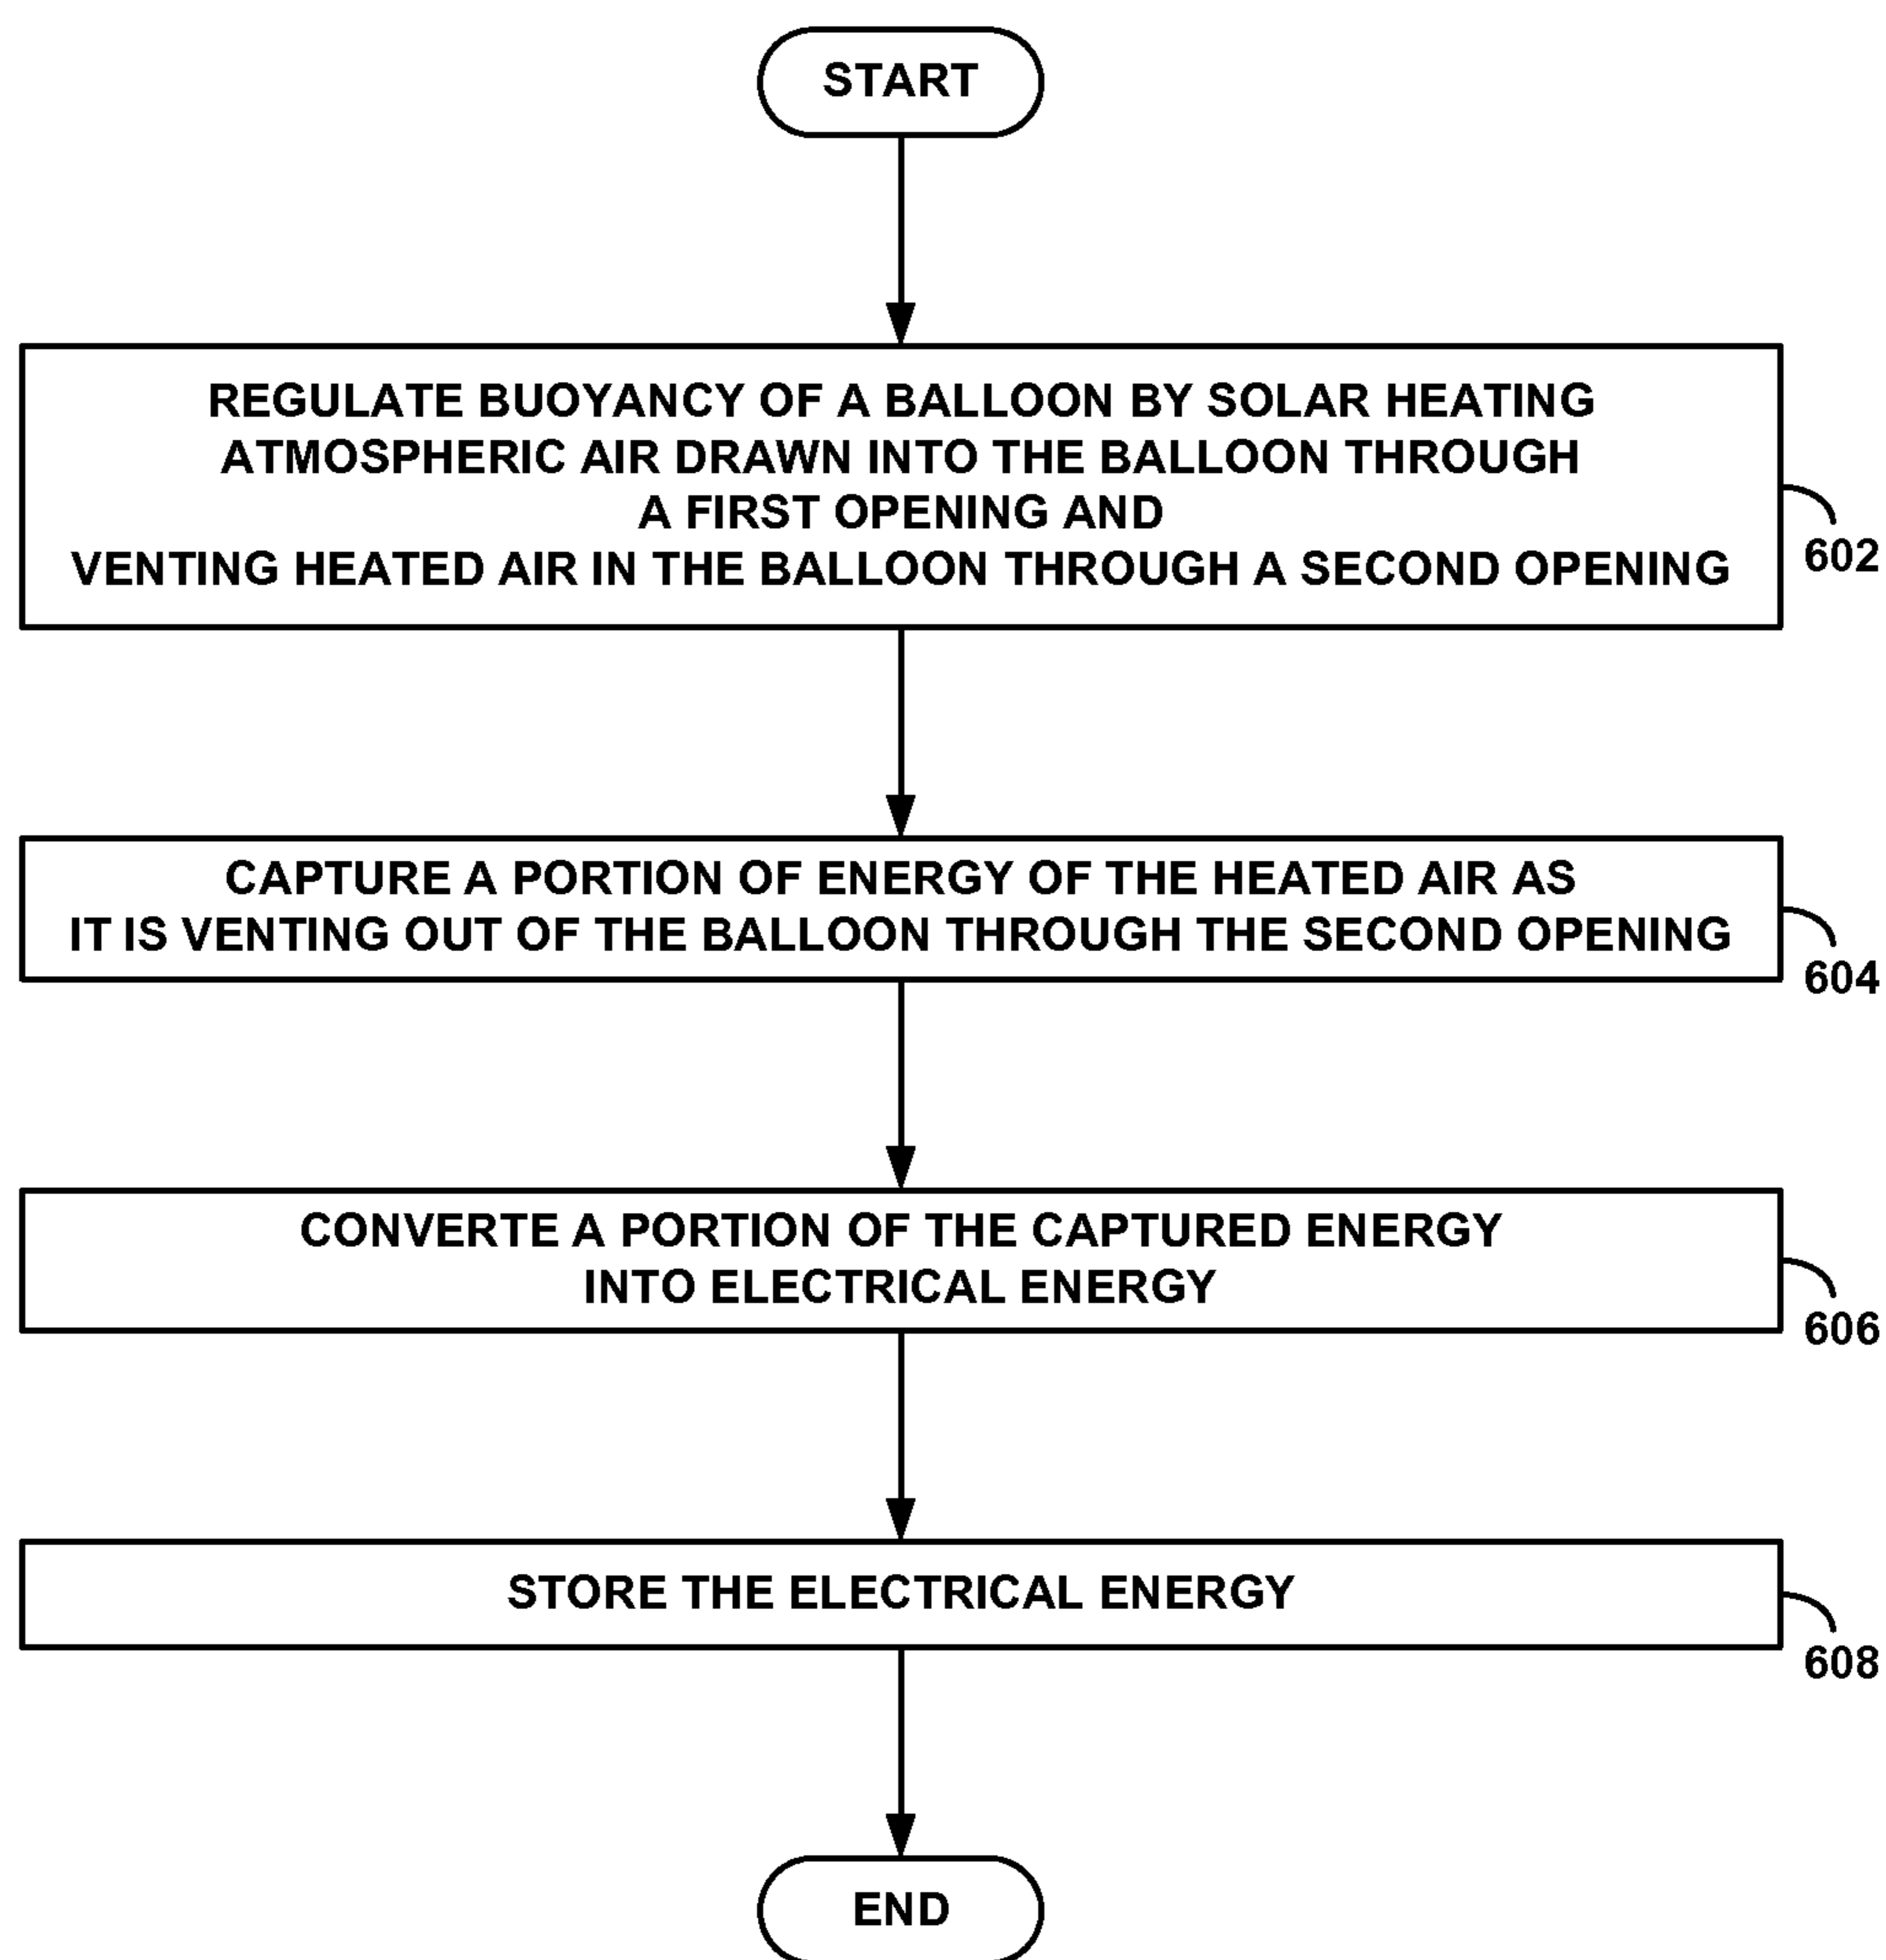 START
REGULATE BUOYANCY OF A BALLOON BY SOLAR HEATING
ATMOSPHERIC AIR DRAWN INTO THE BALLOON THROUGH
A FIRST OPENING AND
VENTING HEATED AIR IN THE BALLOON THROUGH A SECOND OPENING
602
CAPTURE A PORTION OF ENERGY OF THE HEATED AIR AS
IT IS VENTING OUT OF THE BALLOON THROUGH THE SECOND OPENING
604
CONVERTE A PORTION OF THE CAPTURED ENERGY
INTO ELECTRICAL ENERGY
606
STORE THE ELECTRICAL ENERGY
608
END